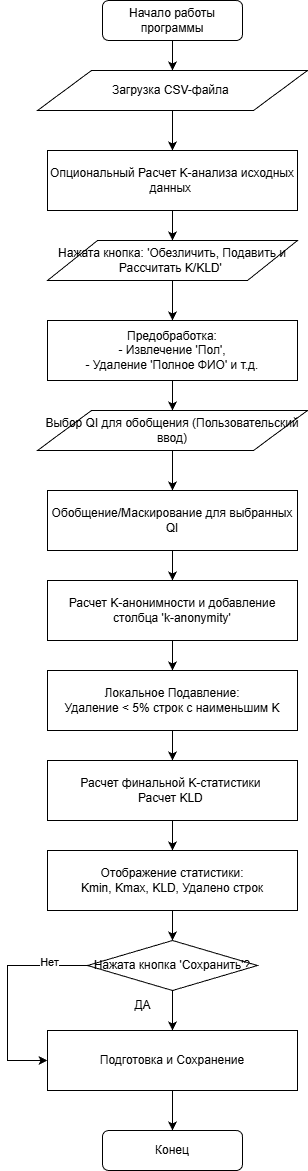 Начало работы
программы
Загрузка CSV-файла
Опциональный Расчет K-анализа исходных
данных
Нажата кнопка: 'Обезличить, Подавить и
Рассчитать K/KLD'
Предобработка:
- Извлечение 'Пол',
- Удаление 'Полное ФИО' и т.д.
Выбор QI для обобщения (Пользовательский
ввод)
Обобщение/Маскирование для выбранных
QI
Расчет K-анонимности и добавление
столбца 'k-anonymity'
Локальное Подавление:
Удаление < 5% строк с наименьшим K
Расчет финальной K-статистики
Расчет KLD
Отображение статистики:
Kmin, Kmax, KLD, Удалено строк
Нет
Нажата кнопка 'Сохранить'?
ДА
Подготовка и Сохранение
Конец